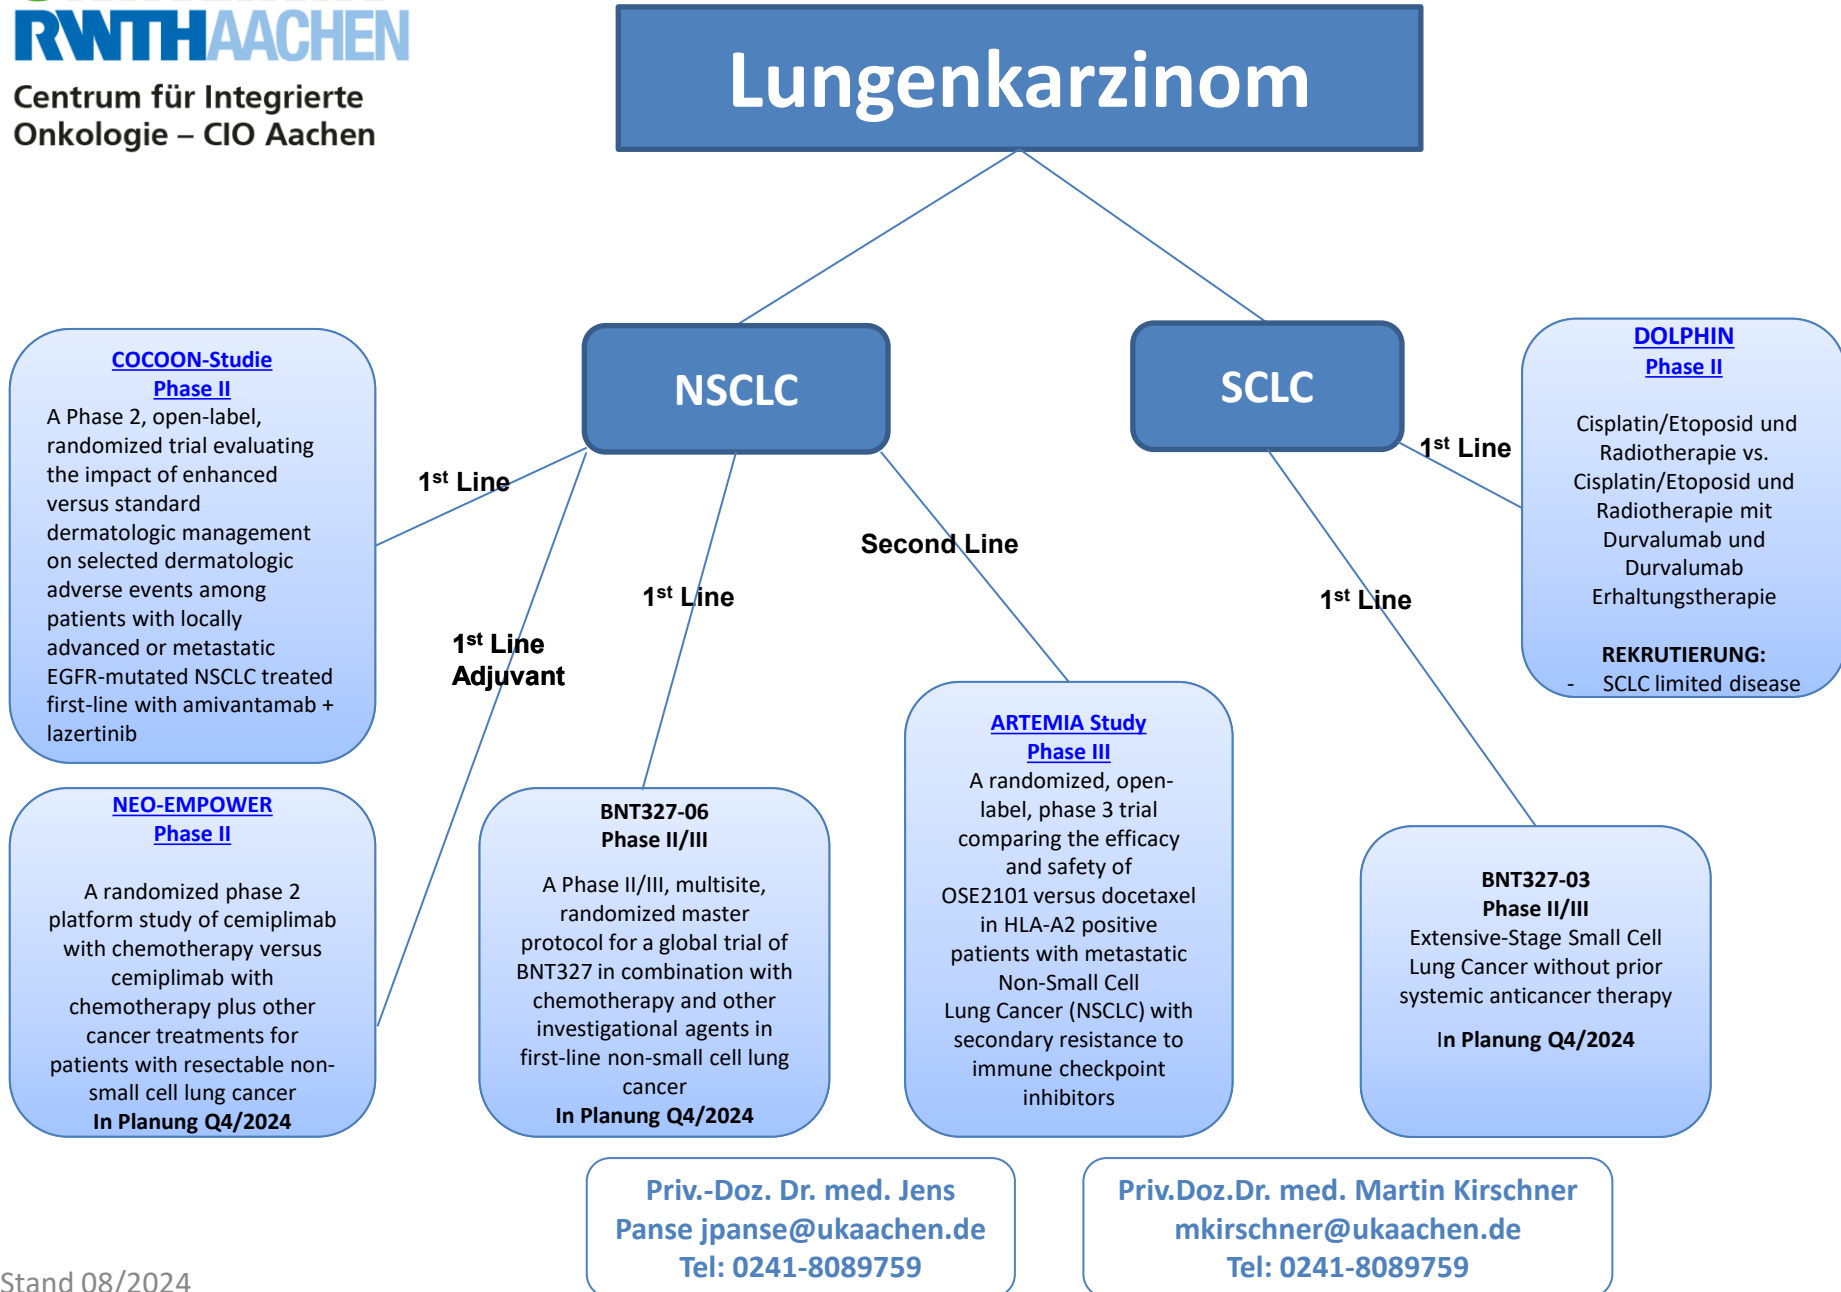 RWTHAACHEN
Centrum für Integrierte
Onkologie – CIO Aachen
Lungenkarzinom
NSCLC
SCLC
1st Line
1st Line
Adjuvant
1st Line
Second Line
1st Line
1st Line
COCOON-Studie
Phase II
A Phase 2, open-label,
randomized trial evaluating
the impact of enhanced
versus standard
dermatologic management
on selected dermatologic
adverse events among
patients with locally
advanced or metastatic
EGFR-mutated NSCLC treated
first-line with amivantamab +
lazertinib
DOLPHIN
Phase II
Cisplatin/Etoposid und
Radiotherapie vs.
Cisplatin/Etoposid und
Radiotherapie mit
Durvalumab und
Durvalumab
Erhaltungstherapie
REKRUTIERUNG:
- SCLC limited disease
NEO-EMPOWER
Phase II
A randomized phase 2
platform study of cemiplimab
with chemotherapy versus
cemiplimab with
chemotherapy plus other
cancer treatments for
patients with resectable non-
small cell lung cancer
In Planung Q4/2024
BNT327-06
Phase II/III
A Phase II/III, multisite,
randomized master
protocol for a global trial of
BNT327 in combination with
chemotherapy and other
investigational agents in
first-line non-small cell lung
cancer
In Planung Q4/2024
ARTEMIA Study
Phase III
A randomized, open-
label, phase 3 trial
comparing the efficacy
and safety of
OSE2101 versus docetaxel
in HLA-A2 positive
patients with metastatic
Non-Small Cell
Lung Cancer (NSCLC) with
secondary resistance to
immune checkpoint
inhibitors
BNT327-03
Phase II/III
Extensive-Stage Small Cell
Lung Cancer without prior
systemic anticancer therapy
In Planung Q4/2024
Priv.-Doz. Dr. med. Jens
Panse jpanse@ukaachen.de
Tel: 0241-8089759
Priv.Doz.Dr. med. Martin Kirschner
mkirschner@ukaachen.de
Tel: 0241-8089759
Stand 08/2024